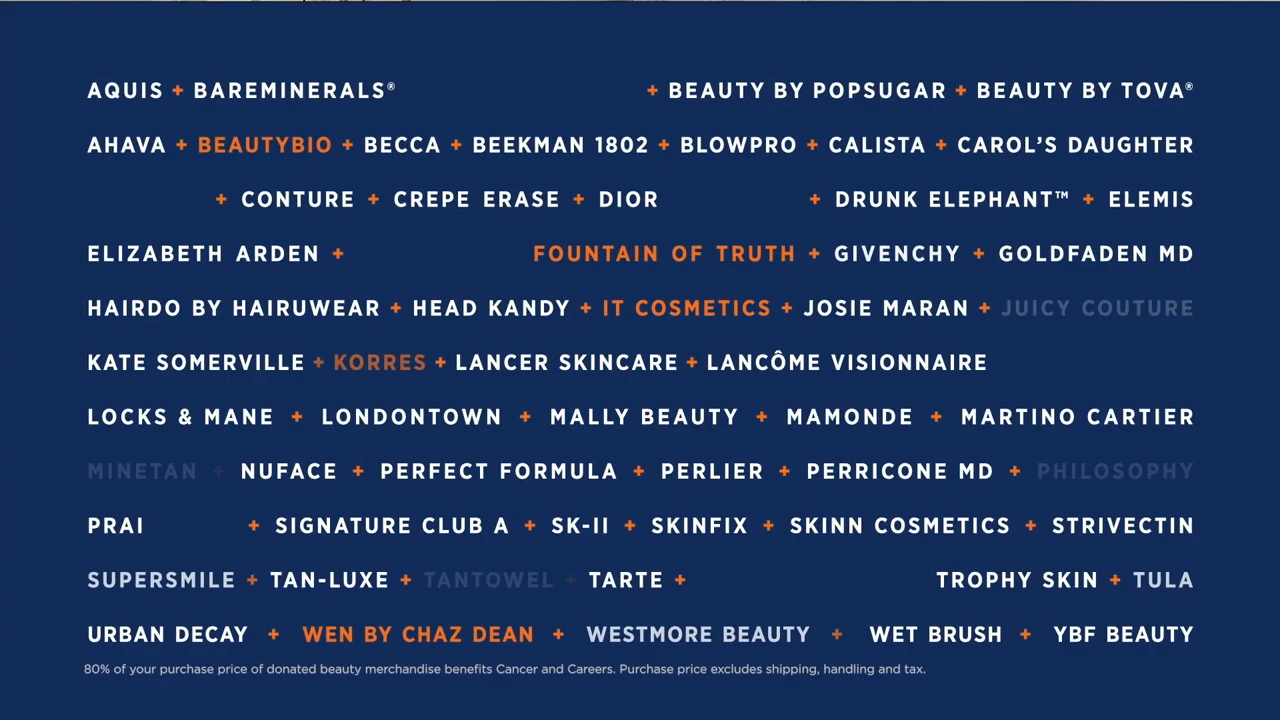 AQUIS + BAREMINERALS® + BEAUTY BY POPSUGAR + BEAUTY BY TOVA®
AHAVA + BEAUTYBIO + BECCA + BEEKMAN 1802 + BLOWPRO + CALISTA + CAROL’S DAUGHTER
+ CONTURE + CREPE ERASE + DIOR + DRUNK ELEPHANT™ + ELEMIS
ELIZABETH ARDEN + FOUNTAIN OF TRUTH + GIVENCHY + GOLDFADEN MD
HAIRDO BY HAIRUWEAR + HEAD KANDY + IT COSMETICS + JOSIE MARAN + JUICY COUTURE
KATE SOMERVILLE + KORRES + LANCER SKINCARE + LANCÔME VISIONNAIRE
LOCKS & MANE + LONDONTOWN + MALLY BEAUTY + MAMONDE + MARTINO CARTIER
MINETAN + NUFACE + PERFECT FORMULA + PERLIER + PERRICONE MD + PHILOSOPHY
PRAI + SIGNATURE CLUB A + SK-II + SKINFIX + SKINN COSMETICS + STRIVECTIN
SUPERSMILE + TAN-LUXE + TANTOWEL + TARTE + TROPHY SKIN + TULA
URBAN DECAY + WEN BY CHAZ DEAN + WESTMORE BEAUTY + WET BRUSH + YBF BEAUTY
80% of your purchase price of donated beauty merchandise benefits Cancer and Careers. Purchase price excludes shipping, handling and tax.